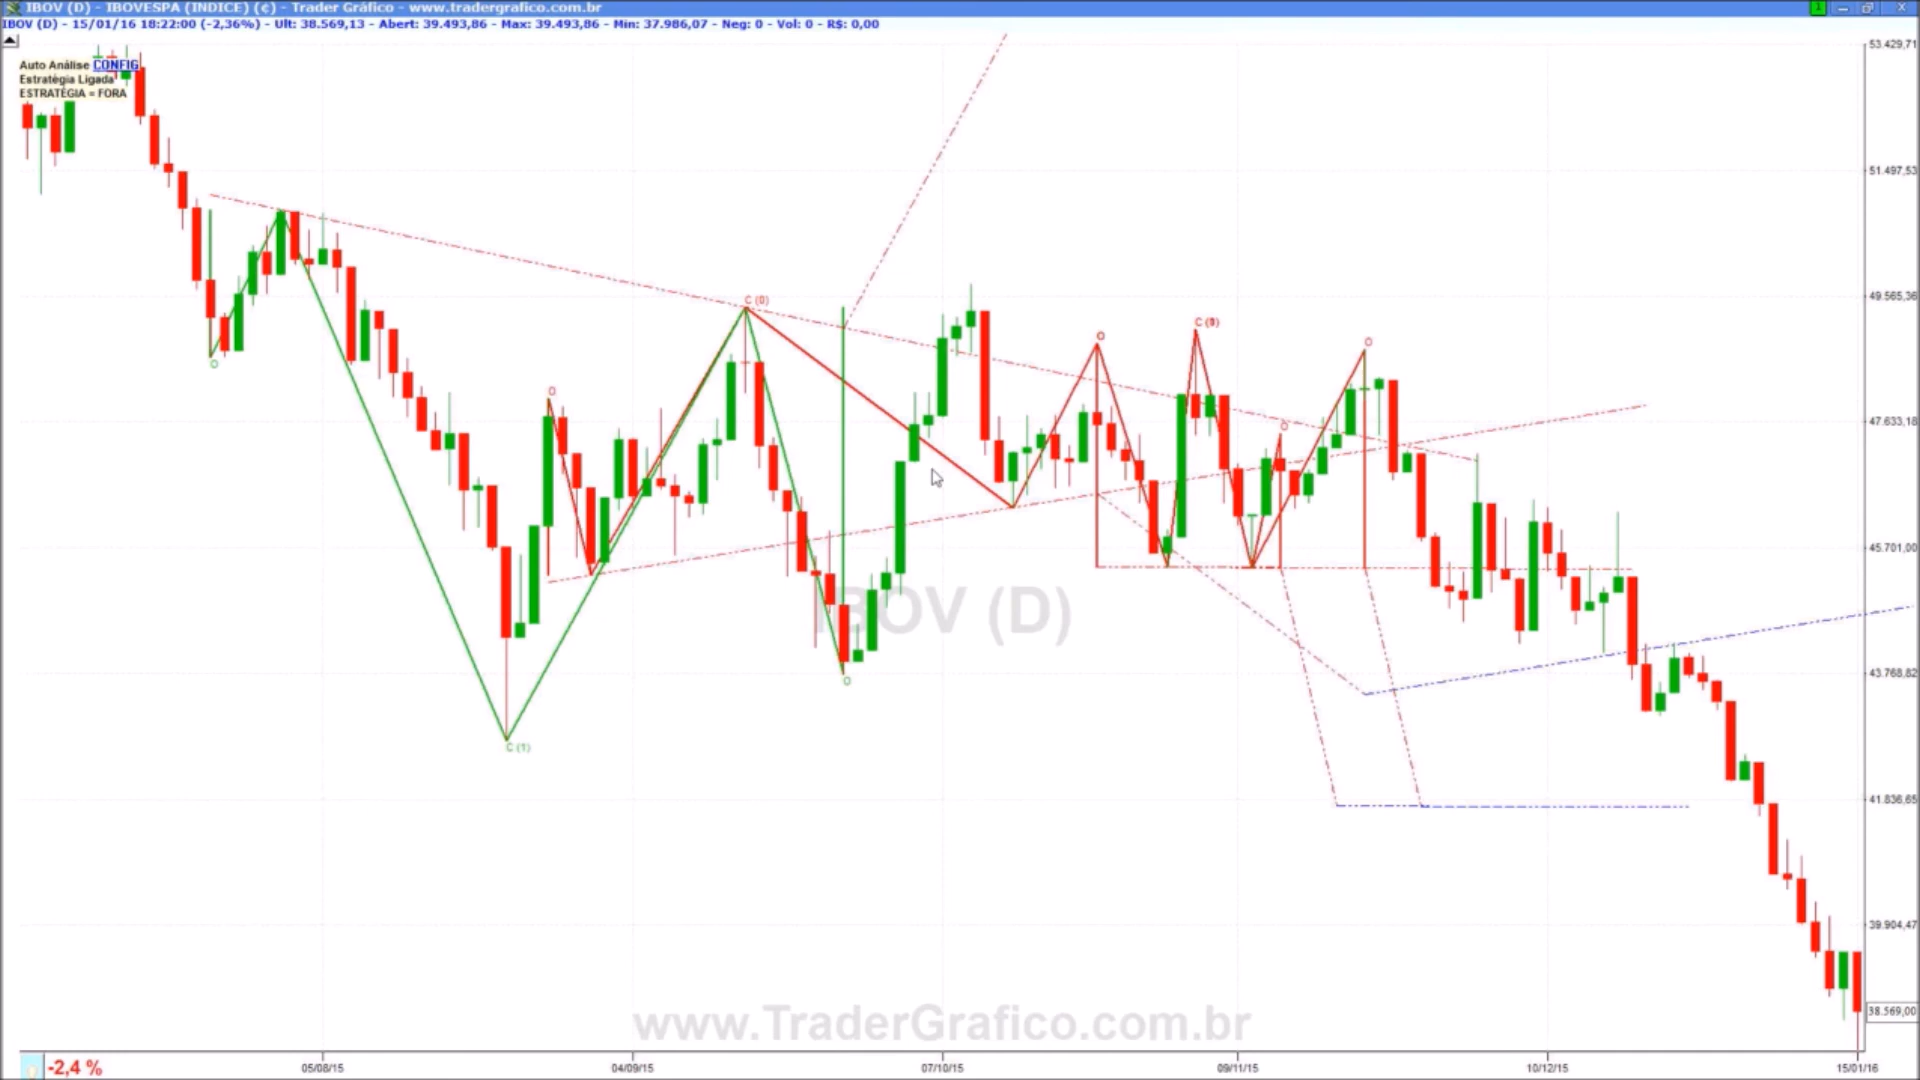 IBOV (D) - IBOVESPA (INDICE) (c) - Trader Gráfico - www.tradergrafico.com.br
1
IBOV (D) - 15/01/16 18:22:00 (-2,36%) - Ult: 38.569,13 - Abert: 39.493,86 - Max: 39.493,86 - Min: 37.986,07 - Neg: 0 - Vol: 0 - R$: 0,00
53.429,71
Auto Análise CONFIG
Estratégia Ligada
ESTRATÉGIA = FORA
51.497,53
49.565,36
C (0)
C (0)
O
O
O
O
O
47.633,18
45.701,00
IBOV (D)
43.768,82
O
C (1)
41.836,65
39.904,47
38.569,00
www.TraderGrafico.com.br
-2,4 %
05/08/15
04/09/15
07/10/15
09/11/15
10/12/15
15/01/16